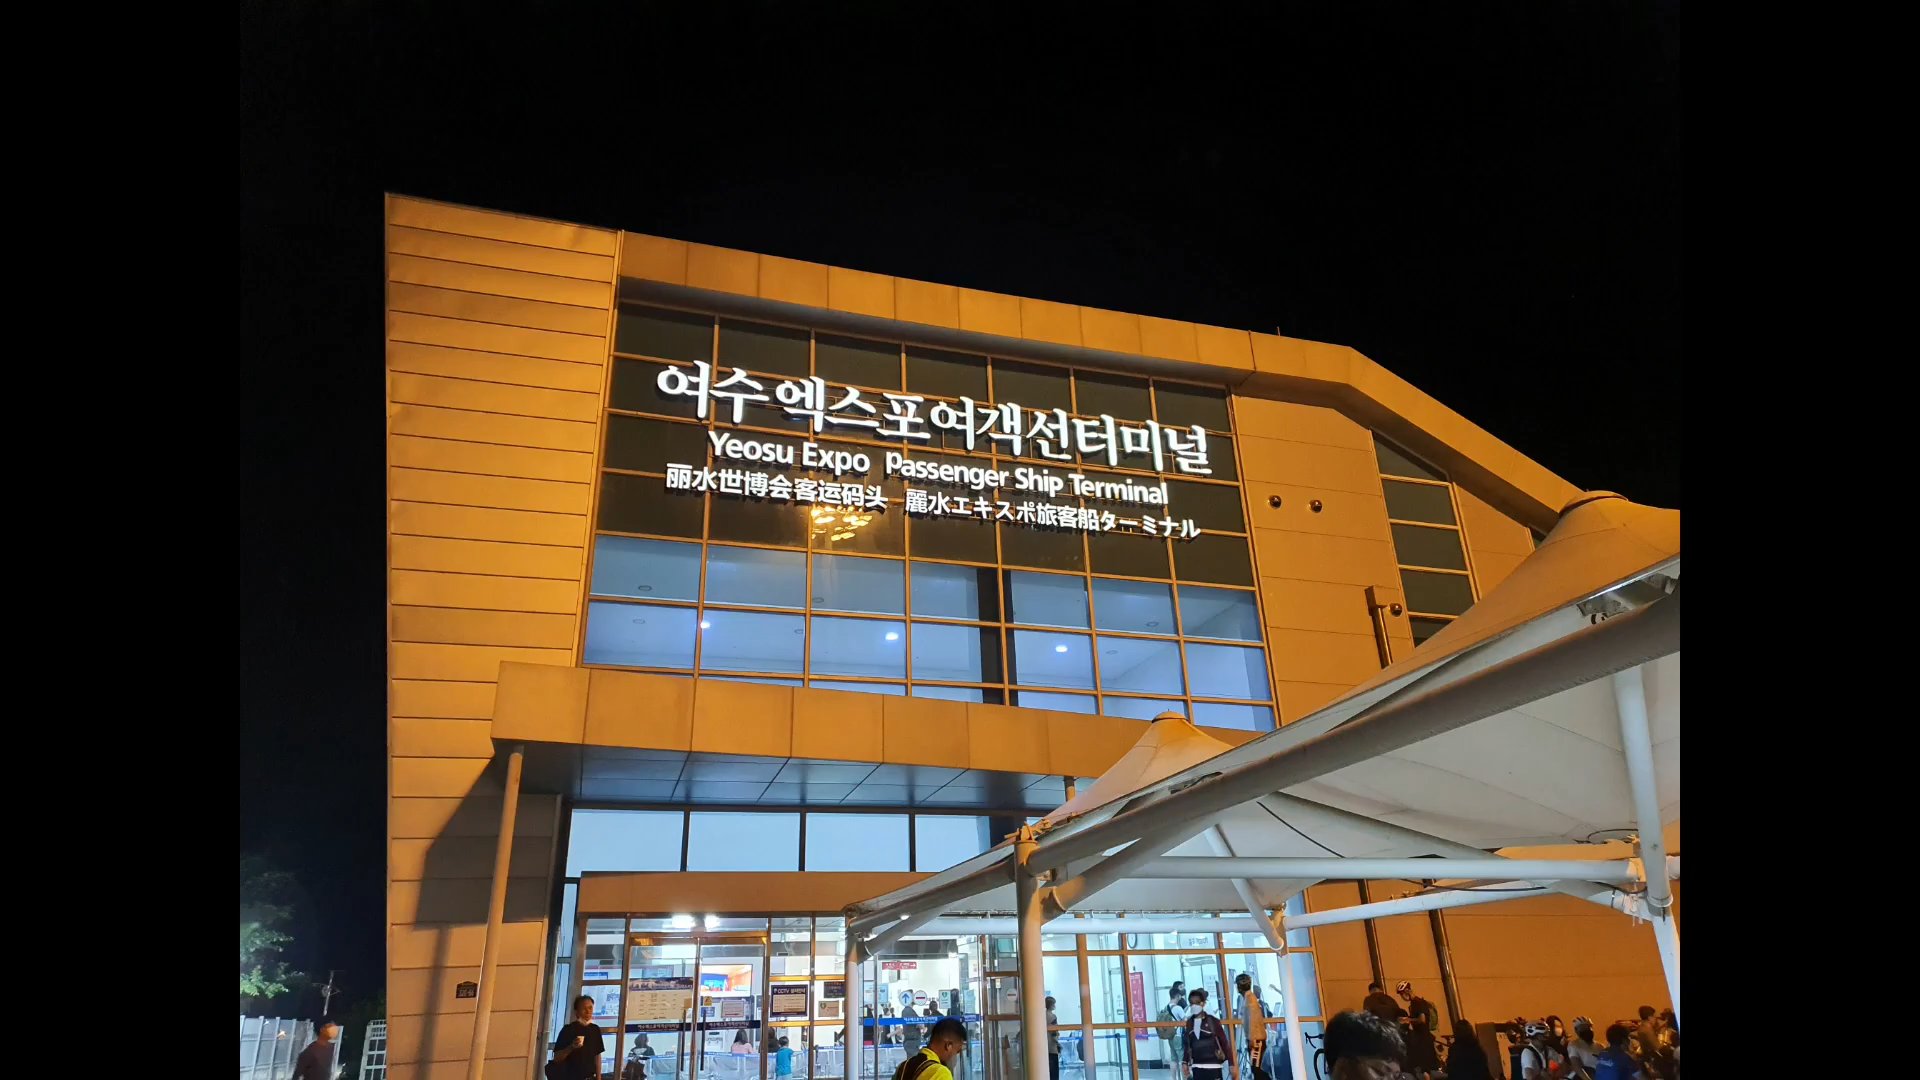 여수엑스포여객선터미널
Yeosu Expo Passenger Ship Terminal
丽水世博会客运码头 麗水エキスポ旅客船ターミナル
CCTV